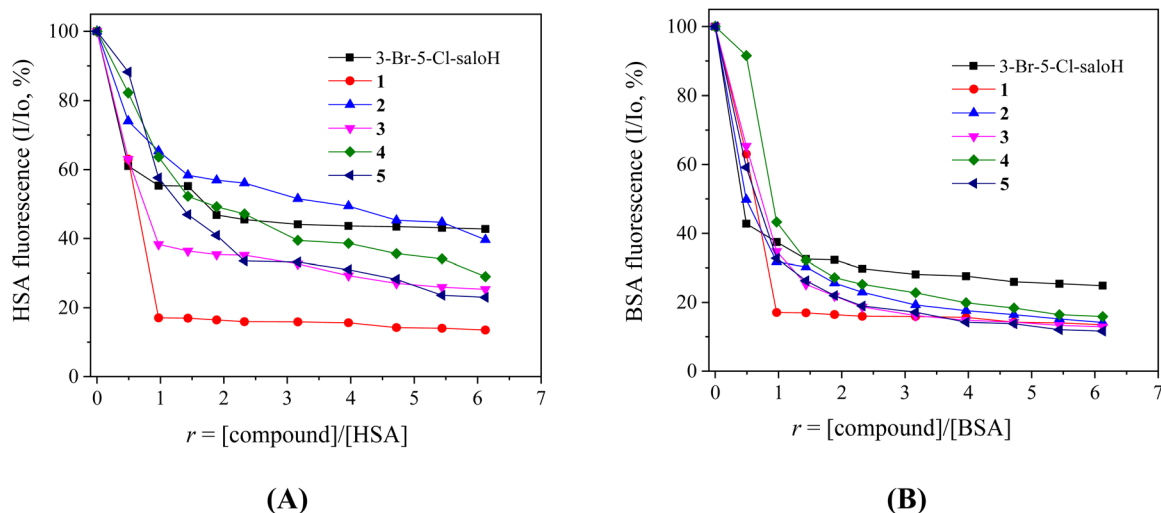 HSA fluorescence (I/Io, %)
100
80
60
40
20
0
3-Br-5-Cl-saloH
1
2
3
4
5
0 1 2 3 4 5 6 7
r = [compound]/[HSA]
(A)
BSA fluorescence (I/Io, %)
100
80
60
40
20
0
3-Br-5-Cl-saloH
1
2
3
4
5
0 1 2 3 4 5 6 7
r = [compound]/[BSA]
(B)